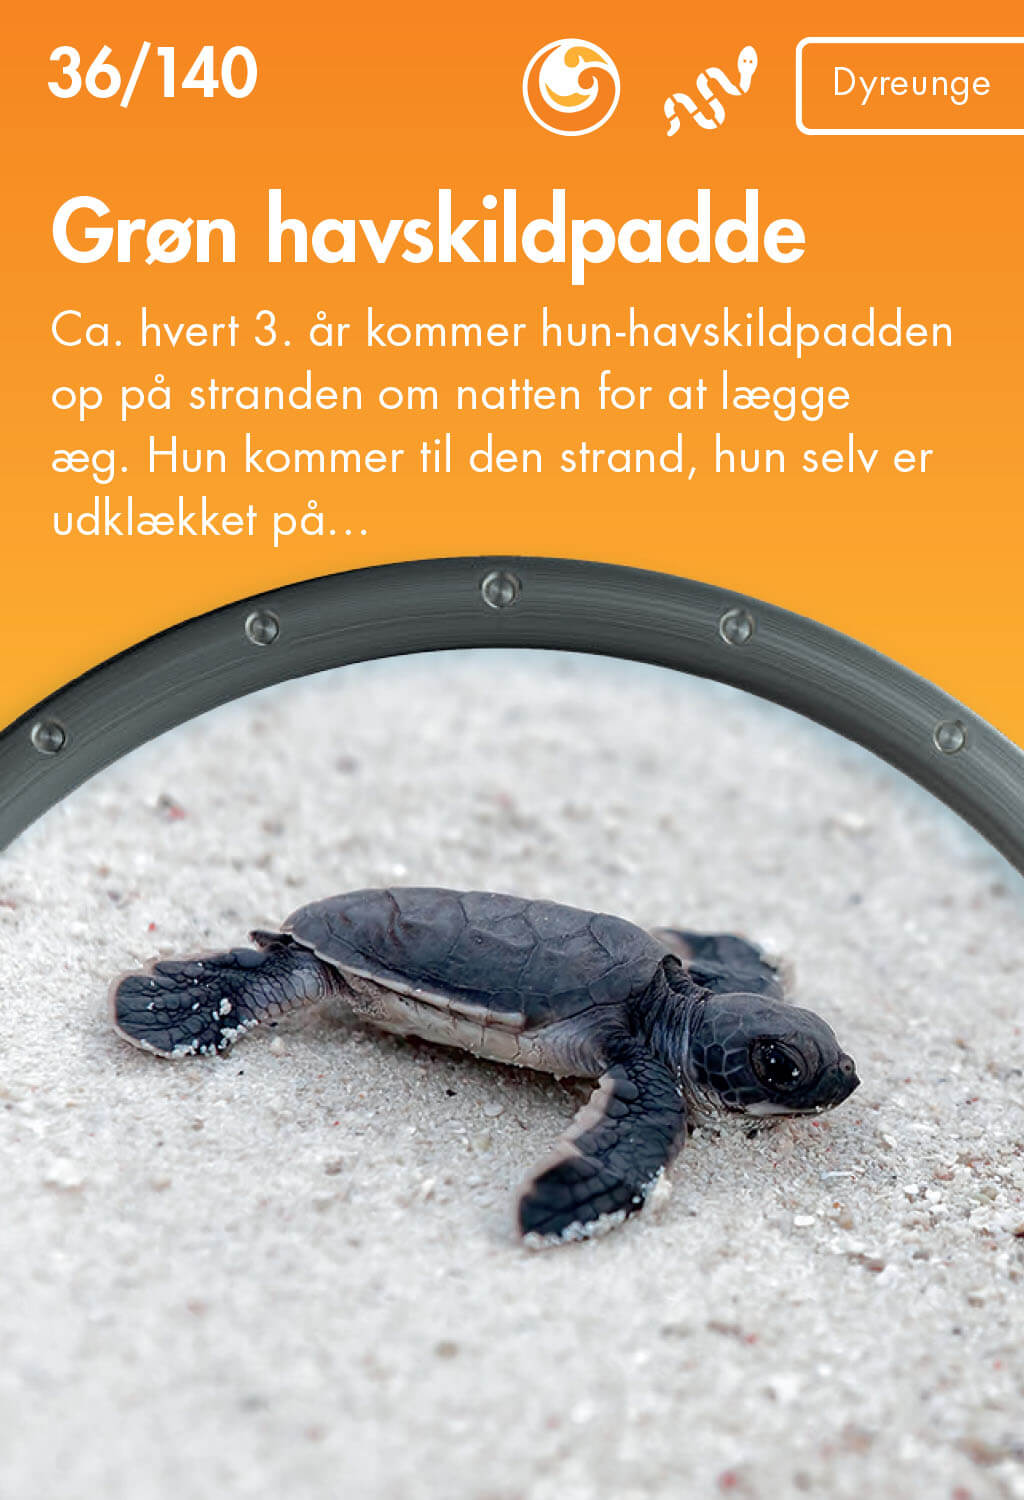 36/140
Dyreunge
Grøn havskildpadde
Ca. hvert 3. år kommer hun-havskildpadden
op på stranden om natten for at lægge
æg. Hun kommer til den strand, hun selv er
udklækket på...